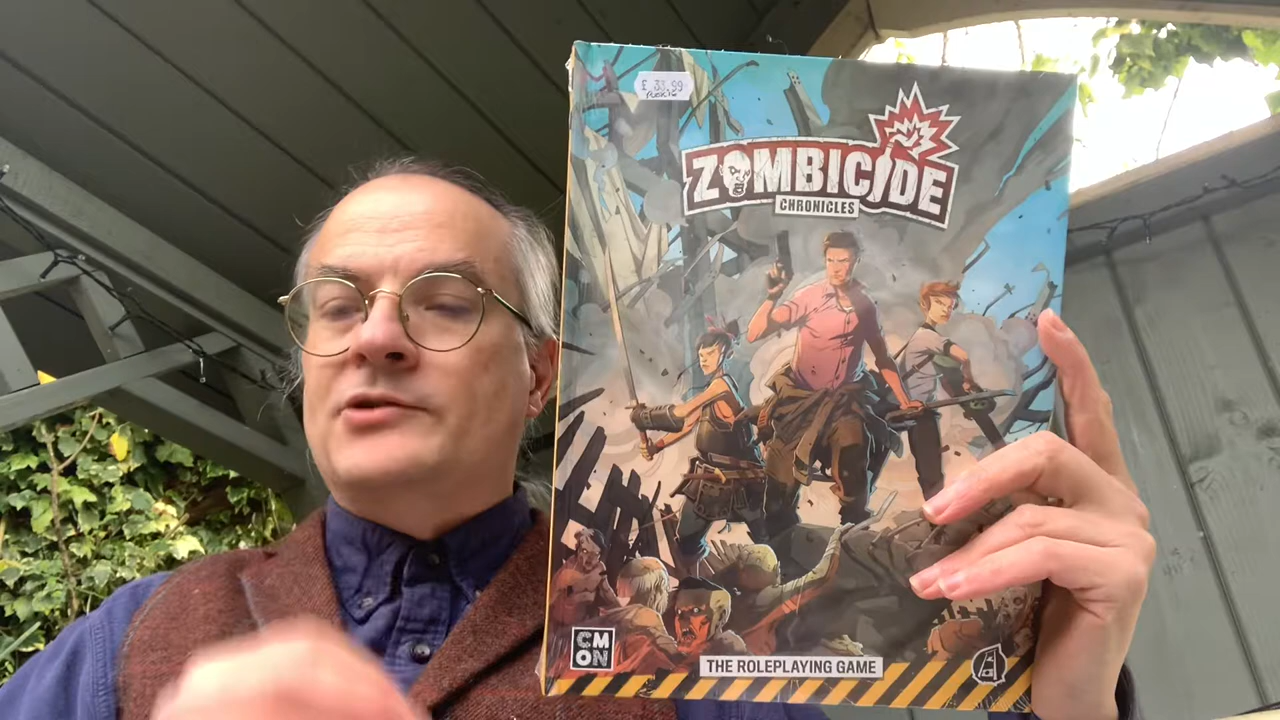 £33.99
ZOMBICIDE
CHRONICLES
CMON
THE ROLEPLAYING GAME